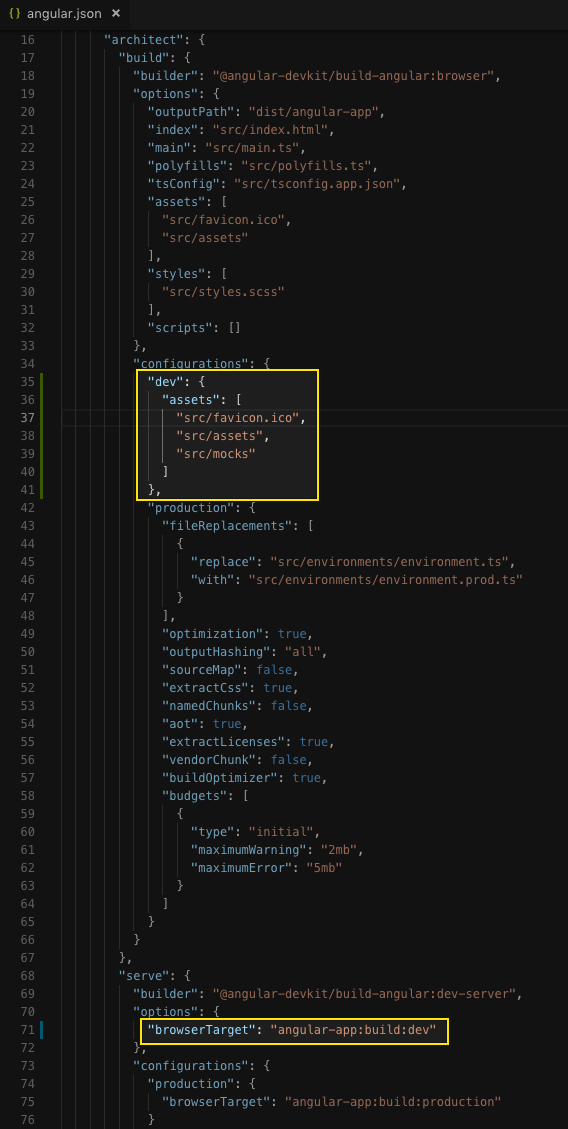 {} angular.json ×
16 "architect": {
17 "build": {
18 "builder": "@angular-devkit/build-angular:browser",
19 "options": {
20 "outputPath": "dist/angular-app",
21 "index": "src/index.html",
22 "main": "src/main.ts",
23 "polyfills": "src/polyfills.ts",
24 "tsConfig": "src/tsconfig.app.json",
25 "assets": [
26 "src/favicon.ico",
27 "src/assets"
28 ],
29 "styles": [
30 "src/styles.scss"
31 ],
32 "scripts": []
33 },
34 "configurations": {
35 "dev": {
36 "assets": [
37 "src/favicon.ico",
38 "src/assets",
39 "src/mocks"
40 ]
41 },
42 "production": {
43 "fileReplacements": [
44 {
45 "replace": "src/environments/environment.ts",
46 "with": "src/environments/environment.prod.ts"
47 }
48 ],
49 "optimization": true,
50 "outputHashing": "all",
51 "sourceMap": false,
52 "extractCss": true,
53 "namedChunks": false,
54 "aot": true,
55 "extractLicenses": true,
56 "vendorChunk": false,
57 "buildOptimizer": true,
58 "budgets": [
59 {
60 "type": "initial",
61 "maximumWarning": "2mb",
62 "maximumError": "5mb"
63 }
64 ]
65 }
66 }
67 },
68 "serve": {
69 "builder": "@angular-devkit/build-angular:dev-server",
70 "options": {
71 "browserTarget": "angular-app:build:dev"
72 },
73 "configurations": {
74 "production": {
75 "browserTarget": "angular-app:build:production"
76 }